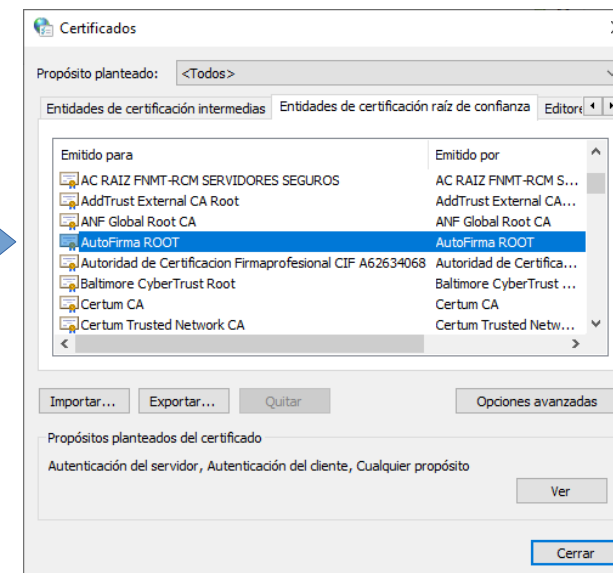 Certificados
Propósito planteado: <Todos>
Entidades de certificación intermedias Entidades de certificación raíz de confianza Editore
Emitido para Emitido por
AC RAIZ FNMT-RCM SERVIDORES SEGUROS AC RAIZ FNMT-RCM S...
AddTrust External CA Root AddTrust External CA...
ANF Global Root CA ANF Global Root CA
AutoFirma ROOT AutoFirma ROOT
Autoridad de Certificacion Firmaprofesional CIF A62634068 Autoridad de Certifica...
Baltimore CyberTrust Root Baltimore CyberTrust ...
Certum CA Certum CA
Certum Trusted Network CA Certum Trusted Netw...
Importar... Exportar... Quitar Opciones avanzadas
Propósitos planteados del certificado
Autenticación del servidor, Autenticación del cliente, Cualquier propósito
Ver
Cerrar